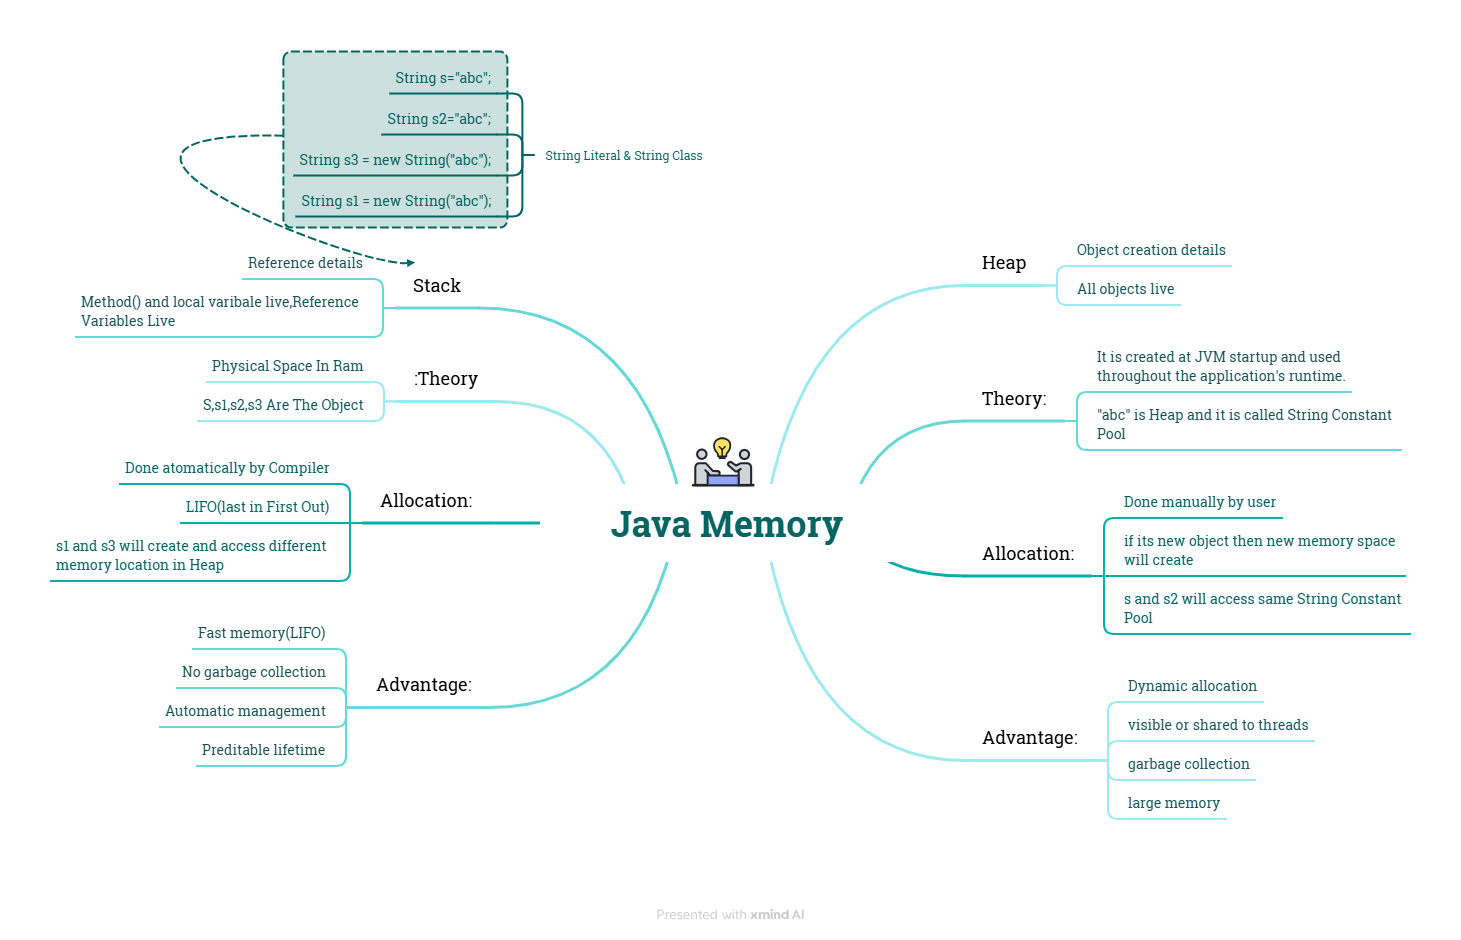 String s="abc";
String s2="abc";
String s3 = new String("abc");
String s1 = new String("abc");
String Literal & String Class
Reference details
Method() and local varibale live,Reference
Variables Live
Stack
Physical Space In Ram
S,s1,s2,s3 Are The Object
:Theory
Done atomatically by Compiler
LIFO(last in First Out)
s1 and s3 will create and access different
memory location in Heap
Allocation:
Fast memory(LIFO)
No garbage collection
Automatic management
Preditable lifetime
Advantage:
Java Memory
Heap
Object creation details
All objects live
Theory:
It is created at JVM startup and used
throughout the application's runtime.
"abc" is Heap and it is called String Constant
Pool
Allocation:
Done manually by user
if its new object then new memory space
will create
s and s2 will access same String Constant
Pool
Advantage:
Dynamic allocation
visible or shared to threads
garbage collection
large memory
Presented with xmind AI